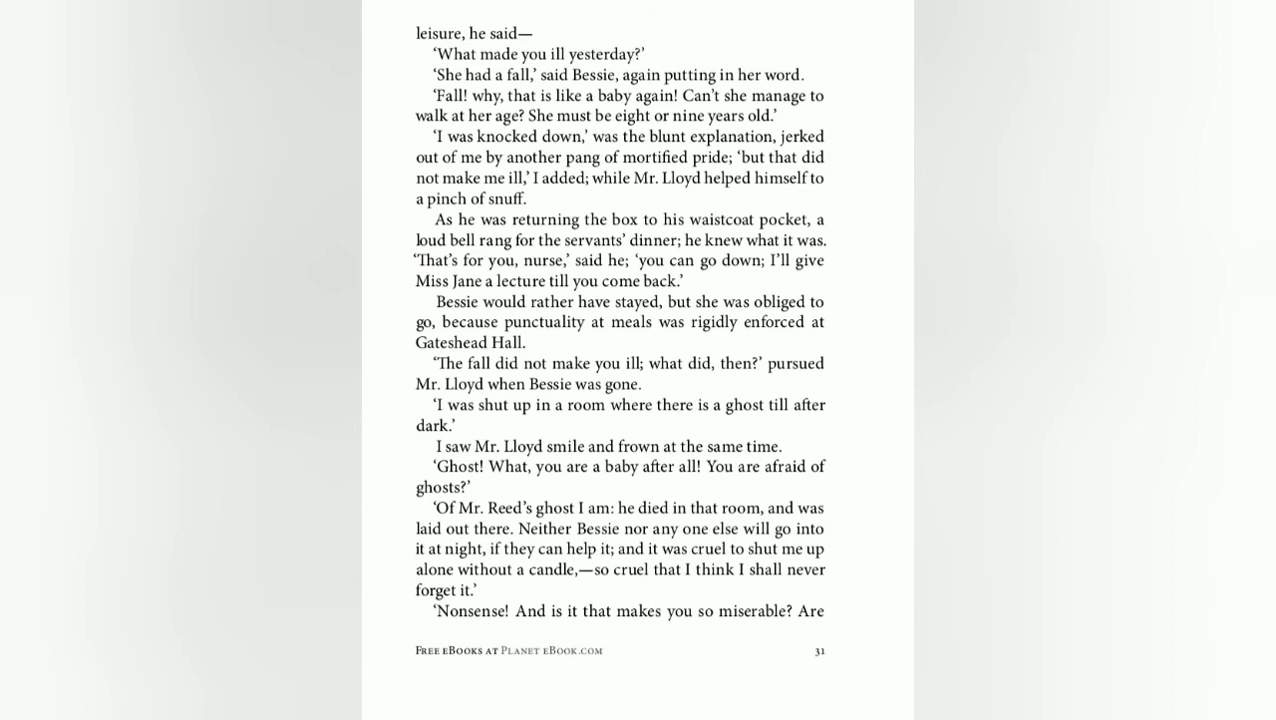 leisure, he said—
‘What made you ill yesterday?’
‘She had a fall,’ said Bessie, again putting in her word.
‘Fall! why, that is like a baby again! Can’t she manage to
walk at her age? She must be eight or nine years old.’
‘I was knocked down,’ was the blunt explanation, jerked
out of me by another pang of mortified pride; ‘but that did
not make me ill,’ I added; while Mr. Lloyd helped himself to
a pinch of snuff.
As he was returning the box to his waistcoat pocket, a
loud bell rang for the servants’ dinner; he knew what it was.
‘That’s for you, nurse,’ said he; ‘you can go down; I’ll give
Miss Jane a lecture till you come back.’
Bessie would rather have stayed, but she was obliged to
go, because punctuality at meals was rigidly enforced at
Gateshead Hall.
‘The fall did not make you ill; what did, then?’ pursued
Mr. Lloyd when Bessie was gone.
‘I was shut up in a room where there is a ghost till after
dark.’
I saw Mr. Lloyd smile and frown at the same time.
‘Ghost! What, you are a baby after all! You are afraid of
ghosts?’
‘Of Mr. Reed’s ghost I am: he died in that room, and was
laid out there. Neither Bessie nor any one else will go into
it at night, if they can help it; and it was cruel to shut me up
alone without a candle,—so cruel that I think I shall never
forget it.’
‘Nonsense! And is it that makes you so miserable? Are
Free eBooks at Planet eBook.com 31